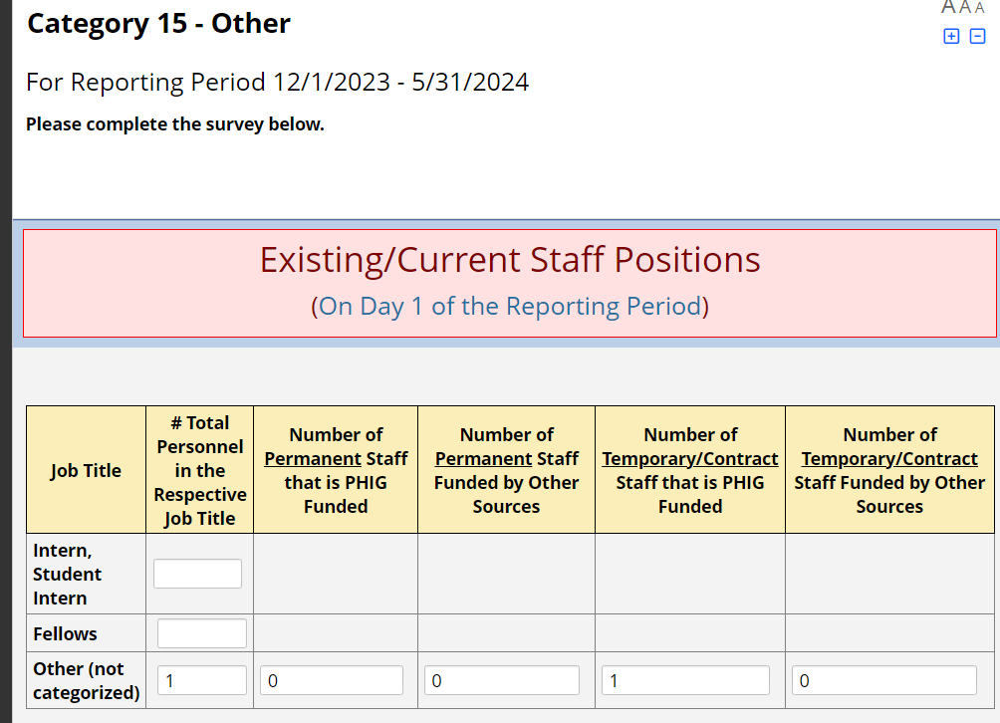 A A A
Category 15 - Other
For Reporting Period 12/1/2023 - 5/31/2024
Please complete the survey below.
Existing/Current Staff Positions
(On Day 1 of the Reporting Period)
Job Title
# Total
Personnel
in the
Respective
Job Title
Number of
Permanent Staff
that is PHIG
Funded
Number of
Permanent Staff
Funded by Other
Sources
Number of
Temporary/Contract
Staff that is PHIG
Funded
Number of
Temporary/Contract
Staff Funded by Other
Sources
Intern,
Student
Intern
Fellows
Other (not
categorized)
1
0
0
1
0